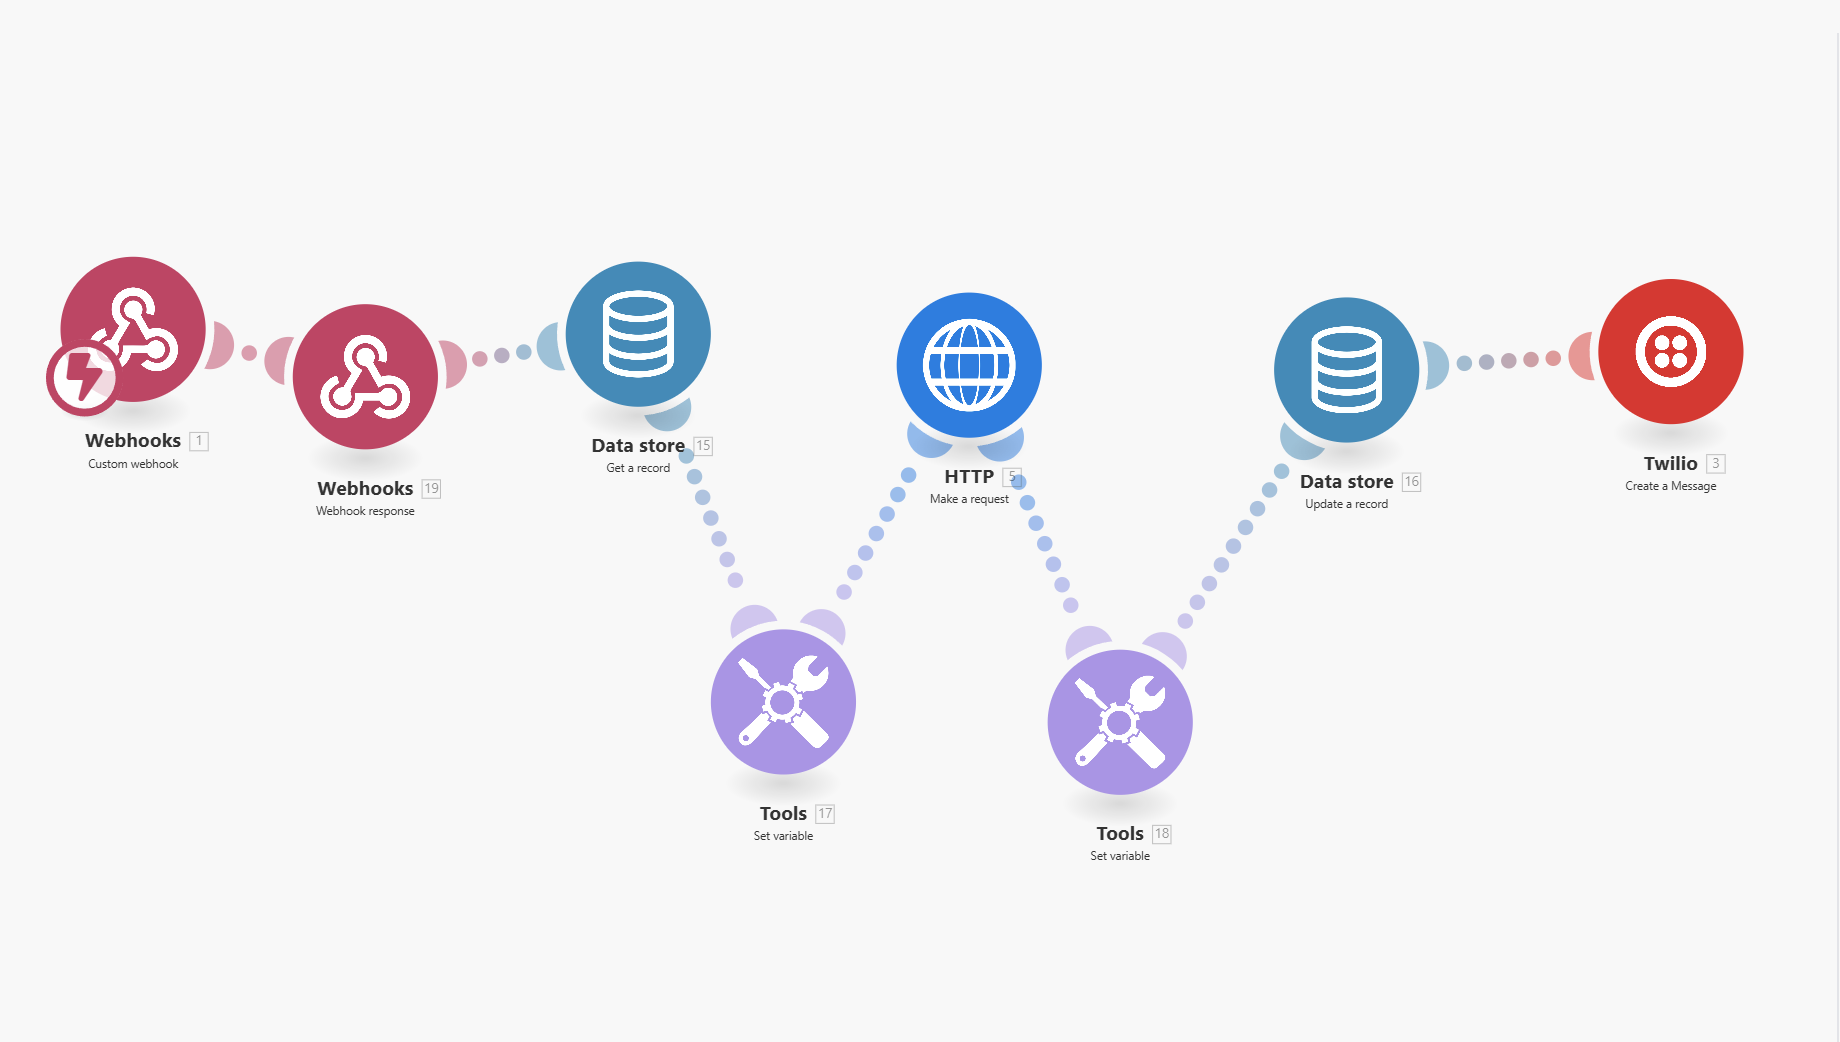 Webhooks 1
Custom webhook
Webhooks 19
Webhook response
Data store 15
Get a record
Tools 17
Set variable
HTTP 5
Make a request
Tools 18
Set variable
Data store 16
Update a record
Twilio 3
Create a Message